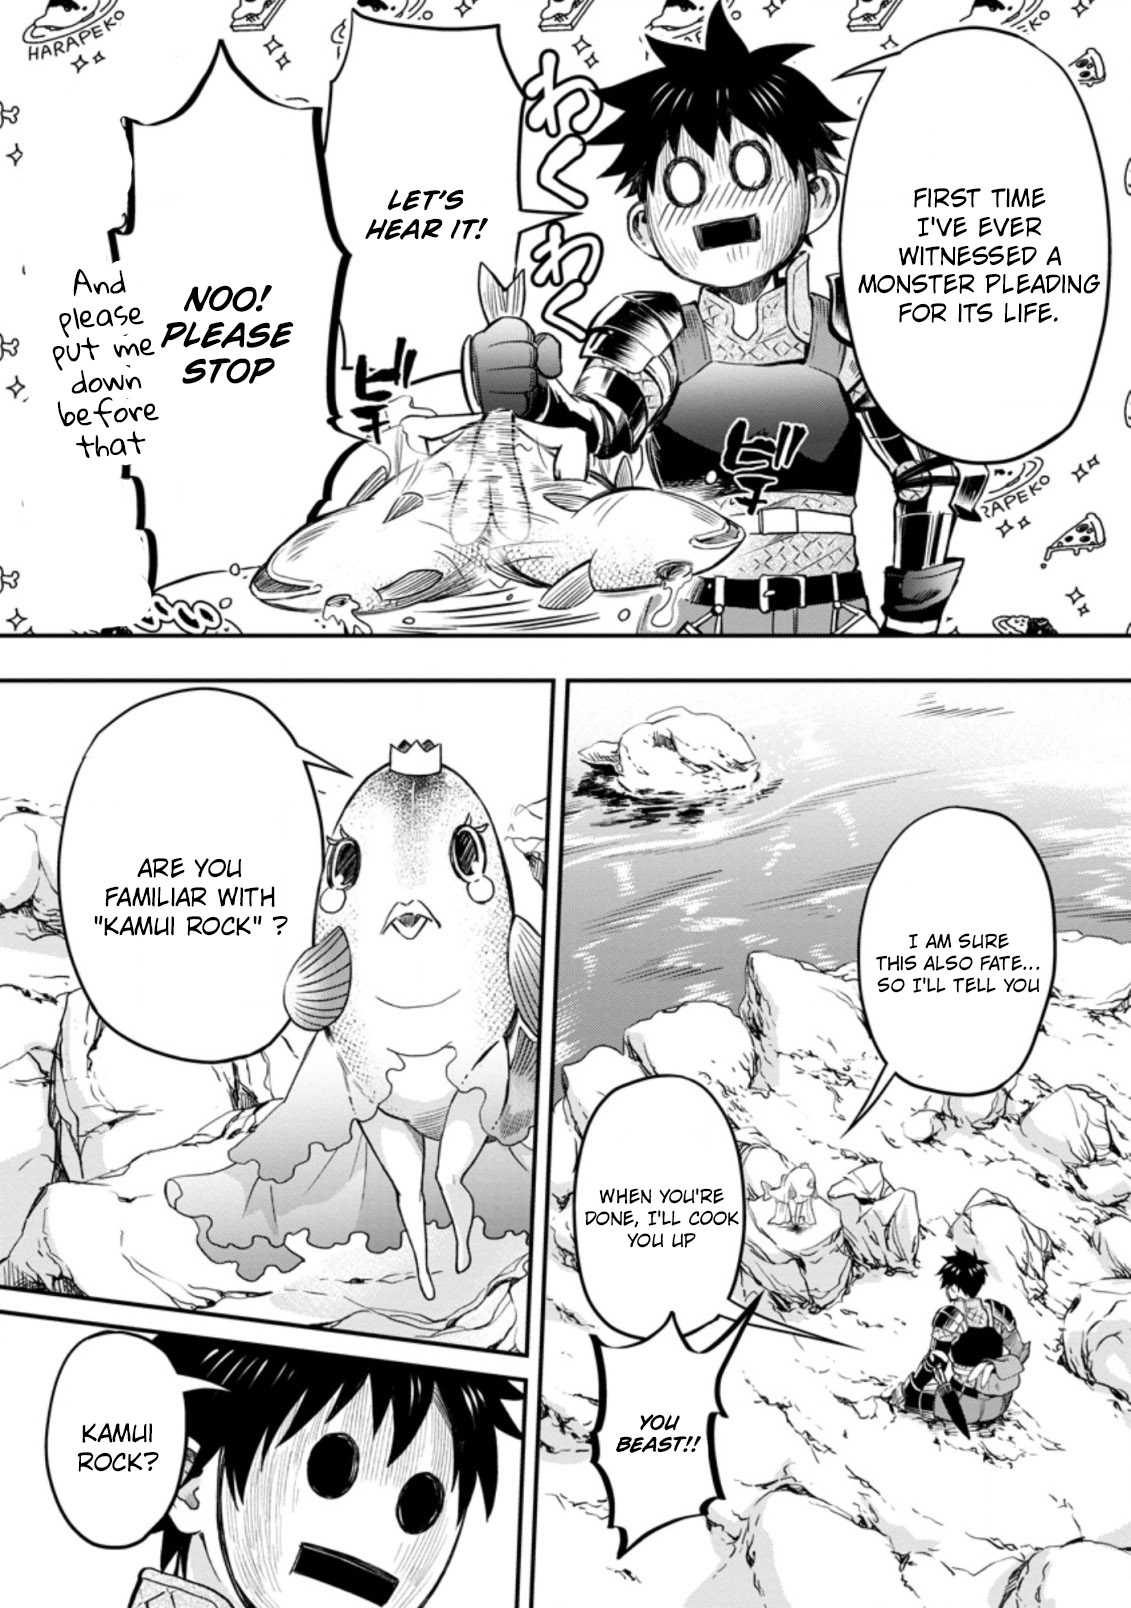 HARAPEKO
KO
FIRST TIME
I'VE EVER
WITNESSED A
MONSTER PLEADING
FOR ITS LIFE.
わくわく
LET'S
HEAR IT!
NOO!
PLEASE
STOP
And
please
put me
down
before
that
ビチ
ビチ
RAPEKO
I AM SURE
THIS ALSO FATE...
SO I'LL TELL YOU
WHEN YOU'RE
DONE, I'LL COOK
YOU UP
YOU
BEAST!!
ARE YOU
FAMILIAR WITH
"KAMUI ROCK" ?
KAMUI
ROCK?